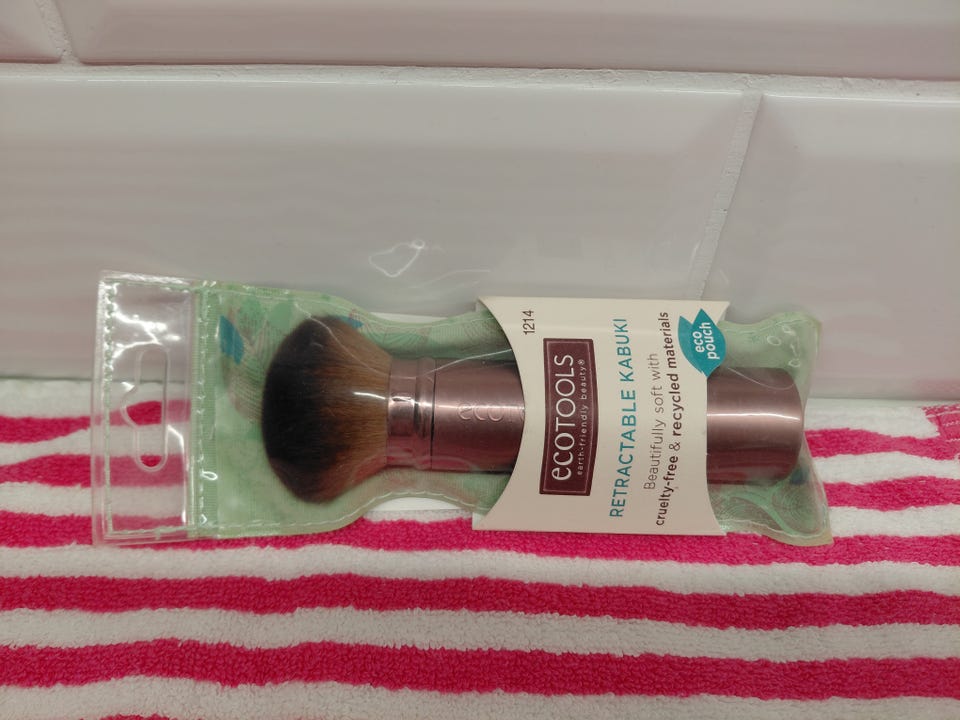 1214
ECOTOOLS
earth-friendly beauty®
RETRACTABLE KABUKI
Beautifully soft with
cruelty-free & recycled materials
eco
pouch
eco